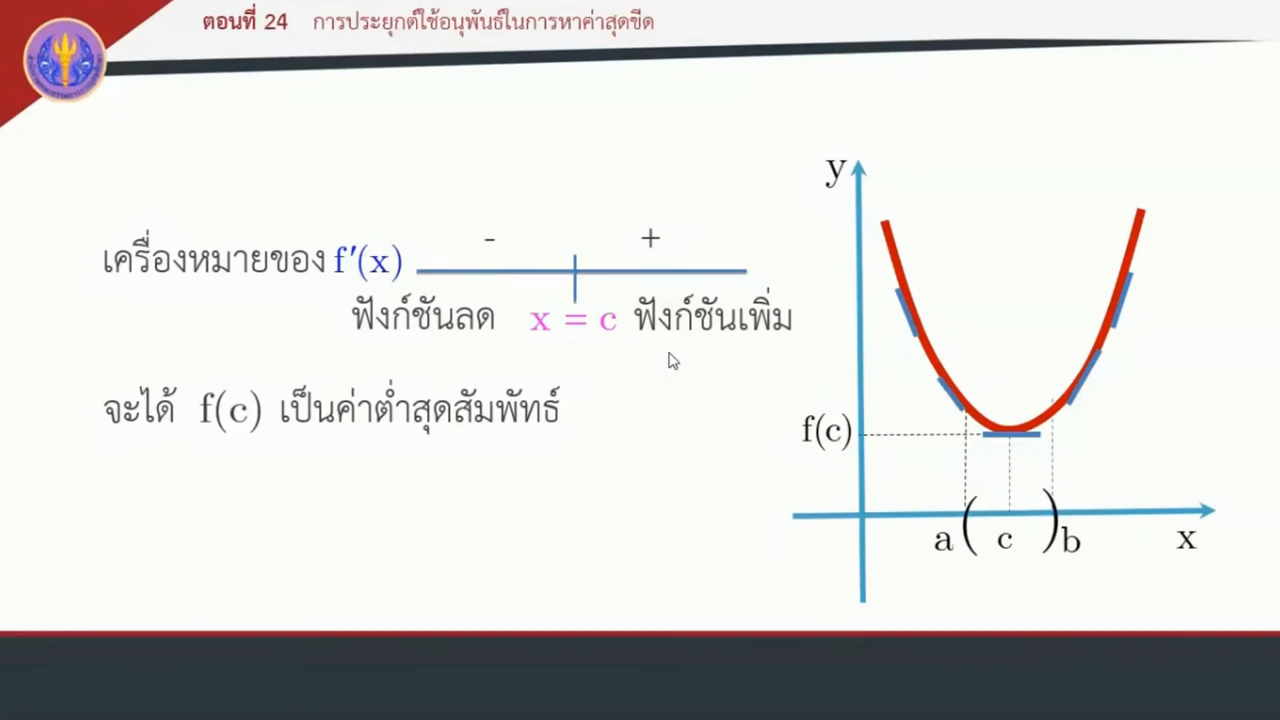 ตอนที่ 24 การประยุกต์ใช้อนุพันธ์ในการหาค่าสุดขีด
เครื่องหมายของ f′(x)
- +
ฟังก์ชันลด x = c ฟังก์ชันเพิ่ม
จะได้ f(c) เป็นค่าต่ำสุดสัมพัทธ์
y
f(c)
a ( c ) b x